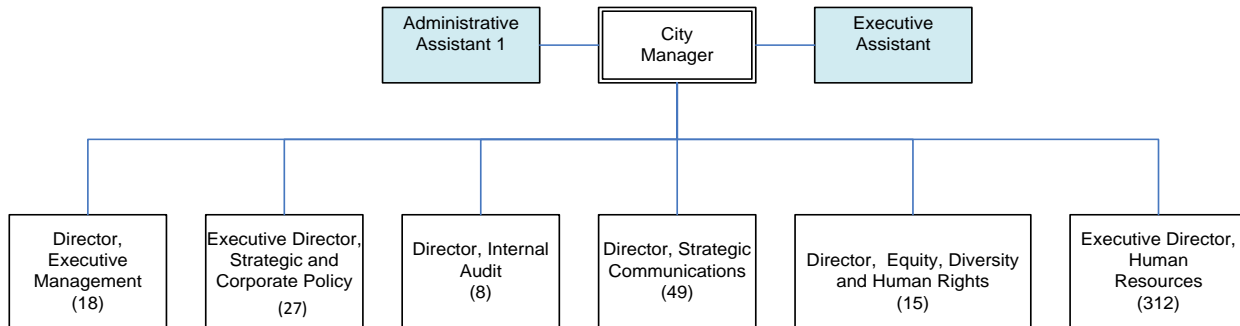 Administrative
Assistant 1
City
Manager
Executive
Assistant
Director,
Executive
Management
(18)
Executive Director,
Strategic and
Corporate Policy
(27)
Director, Internal
Audit
(8)
Director, Strategic
Communications
(49)
Director, Equity, Diversity
and Human Rights
(15)
Executive Director,
Human
Resources
(312)